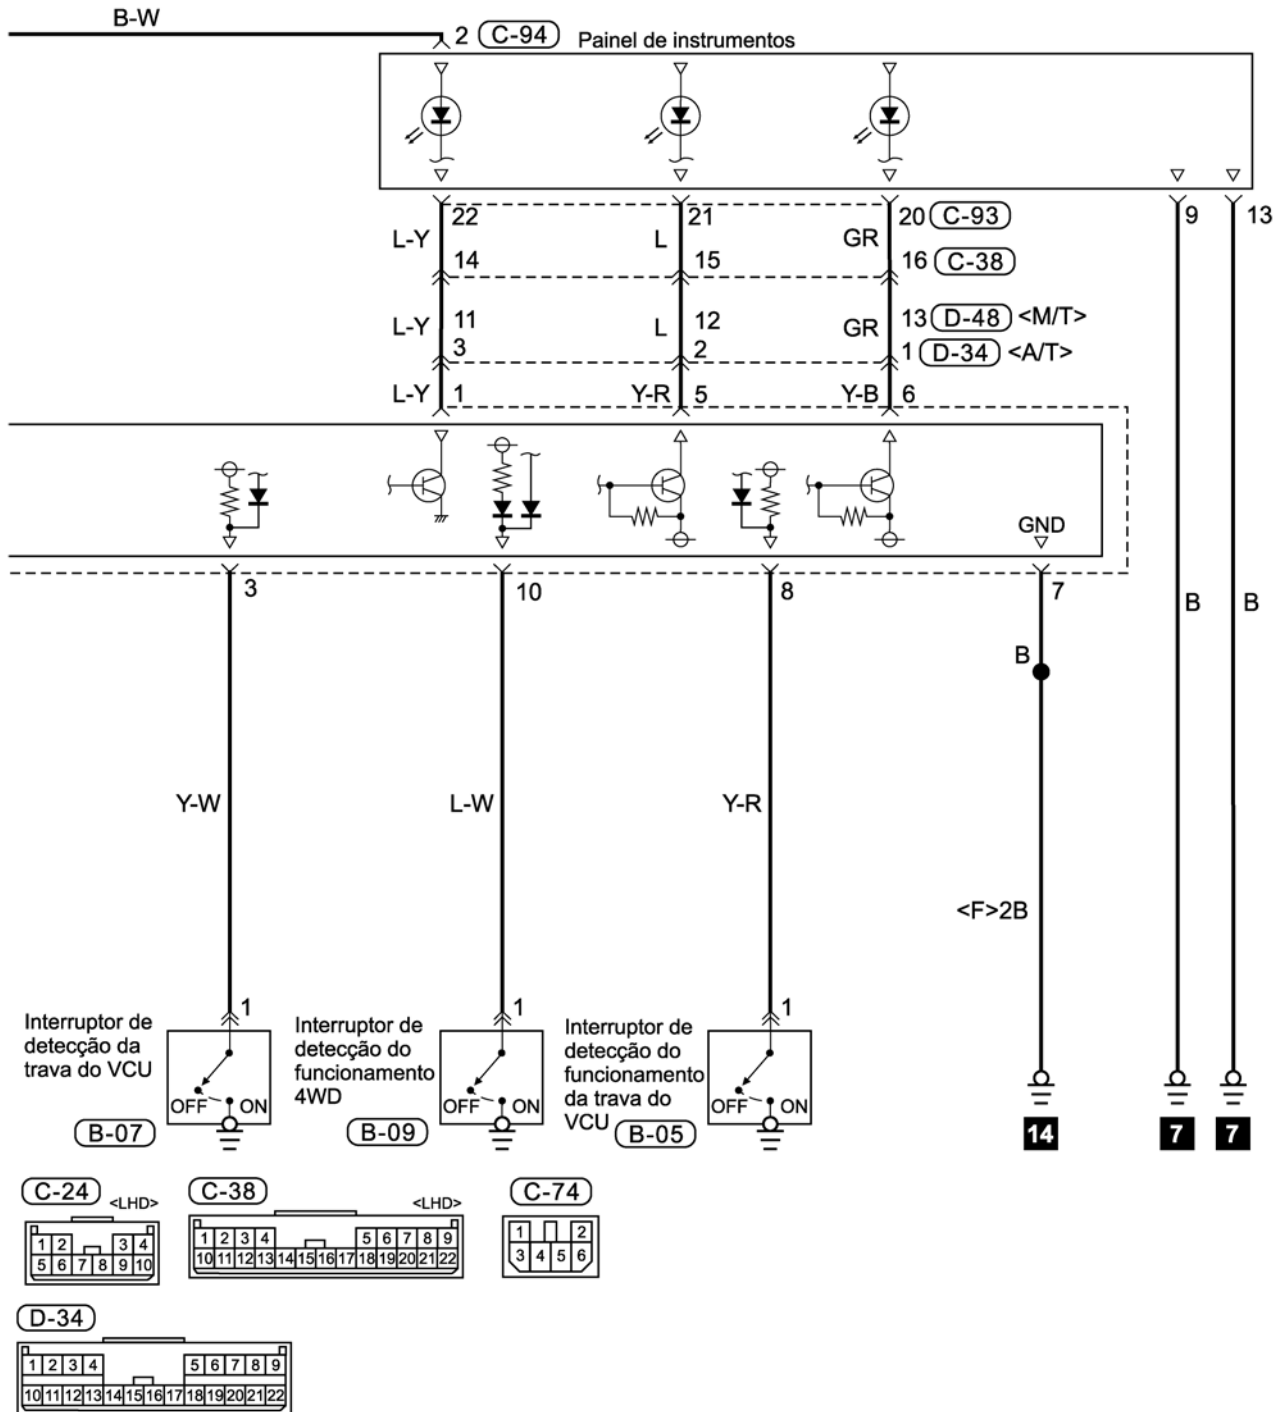 B-W
2 C-94 Painel de instrumentos
22 21 20 C-93 9 13
L-Y L GR
14 15 16 C-38
L-Y 11 L 12 GR 13 D-48 <M/T>
3 2 1 D-34 <A/T>
L-Y 1 Y-R 5 Y-B 6
GND
3 10 8 7
B B
B
Y-W L-W Y-R
<F>2B
1 1 1
Interruptor de
detecção da
trava do VCU
OFF ON
B-07
Interruptor de
detecção do
funcionamento
4WD
OFF ON
B-09
Interruptor de
detecção do
funcionamento
da trava do
VCU
OFF ON
B-05
14 7 7
C-24 <LHD>
1 2 3 4
5 6 7 8 9 10
C-38 <LHD>
1 2 3 4 5 6 7 8 9
10 11 12 13 14 15 16 17 18 19 20 21 22
C-74
1 2
3 4 5 6
D-34
1 2 3 4 5 6 7 8 9
10 11 12 13 14 15 16 17 18 19 20 21 22